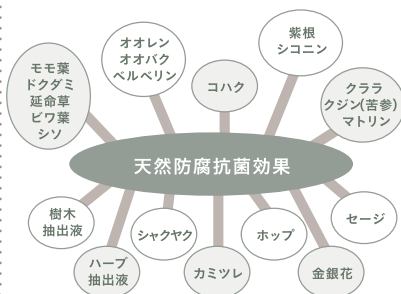 オオレン
オオバク
ベルベリン
紫根
シコニン
モモ葉
ドクダミ
延命草
ビワ葉
シソ
コハク
クララ
クジン(苦参)
マトリン
天然防腐抗菌効果
樹木
抽出液
シャクヤク
ホップ
セージ
ハーブ
抽出液
カミツレ
金銀花